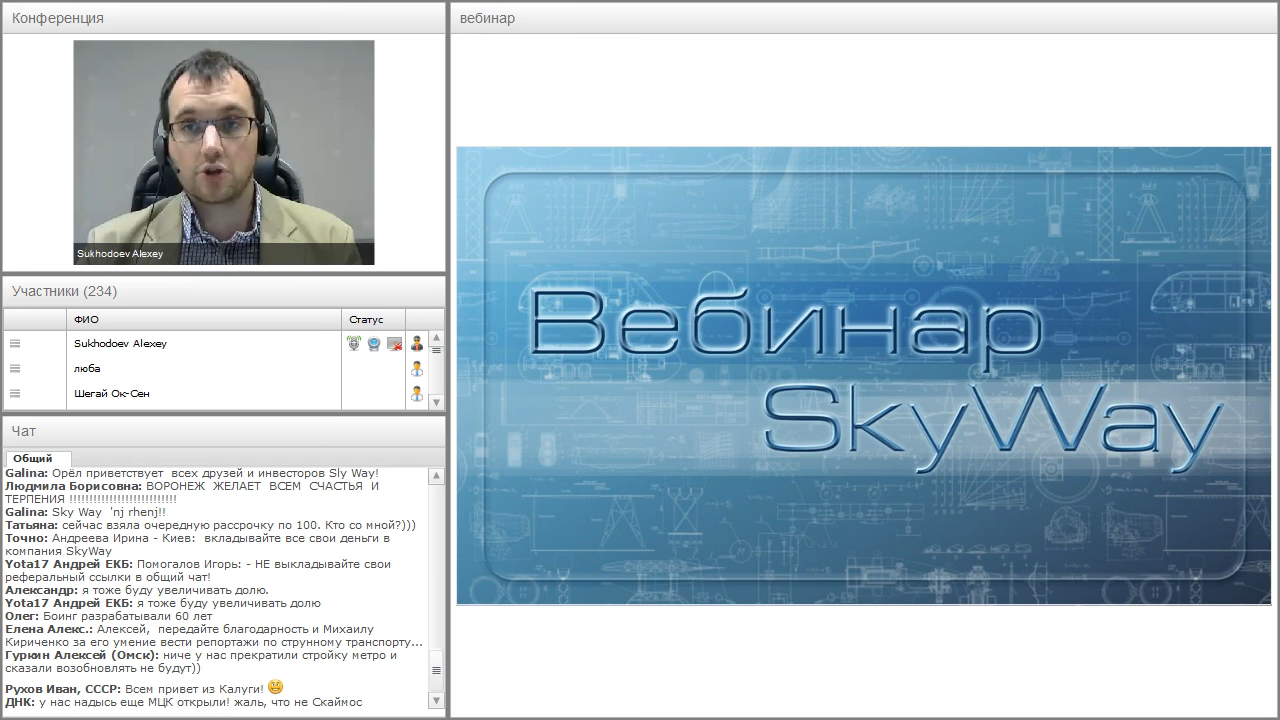 Конференция
Sukhodoev Alexey
Участники (234)
ФИО
Статус
Sukhodoev Alexey
люба
Шегай Ок-Сен
Чат
Общий
Galina: Орёл приветствует всех друзей и инвесторов Sly Way!
Людмила Борисовна: ВОРОНЕЖ ЖЕЛАЕТ ВСЕМ СЧАСТЬЯ И
ТЕРПЕНИЯ !!!!!!!!!!!!!!!!!!!!!!!!!!
Galina: Sky Way 'nj rhenj!!
Татьяна: сейчас взяла очередную рассрочку по 100. Кто со мной?)))
Точно: Андреева Ирина - Киев: вкладывайте все свои деньги в
компания SkyWay
Yota17 Андрей ЕКБ: Помогалов Игорь: - НЕ выкладывайте свои
реферальный ссылки в общий чат!
Александр: я тоже буду увеличивать долю.
Yota17 Андрей ЕКБ: я тоже буду увеличивать долю
Олег: Боинг разрабатывали 60 лет
Елена Алекс.: Алексей, передайте благодарность и Михаилу
Кириченко за его умение вести репортажи по струнному транспорту...
Гуркин Алексей (Омск): ниче у нас прекратили стройку метро и
сказали возобновлять не будут))
Рухов Иван, СССР: Всем привет из Калуги!
ДНК: у нас надысь еще МЦК открыли! жаль, что не Скаймос
вебинар
Вебинар
SkyWay